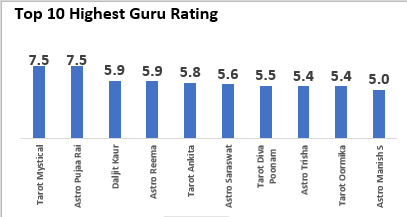 Top 10 Highest Guru Rating
7.5
7.5
5.9
5.9
5.8
5.6
5.5
5.4
5.4
5.0
Tarot Mystical
Astro Pujaa Rai
Daljit Kaur
Astro Reema
Tarot Ankita
Astro Saraswat
Tarot Diva
Poonam
Astro Trisha
Tarot Oormika
Astro Manish S